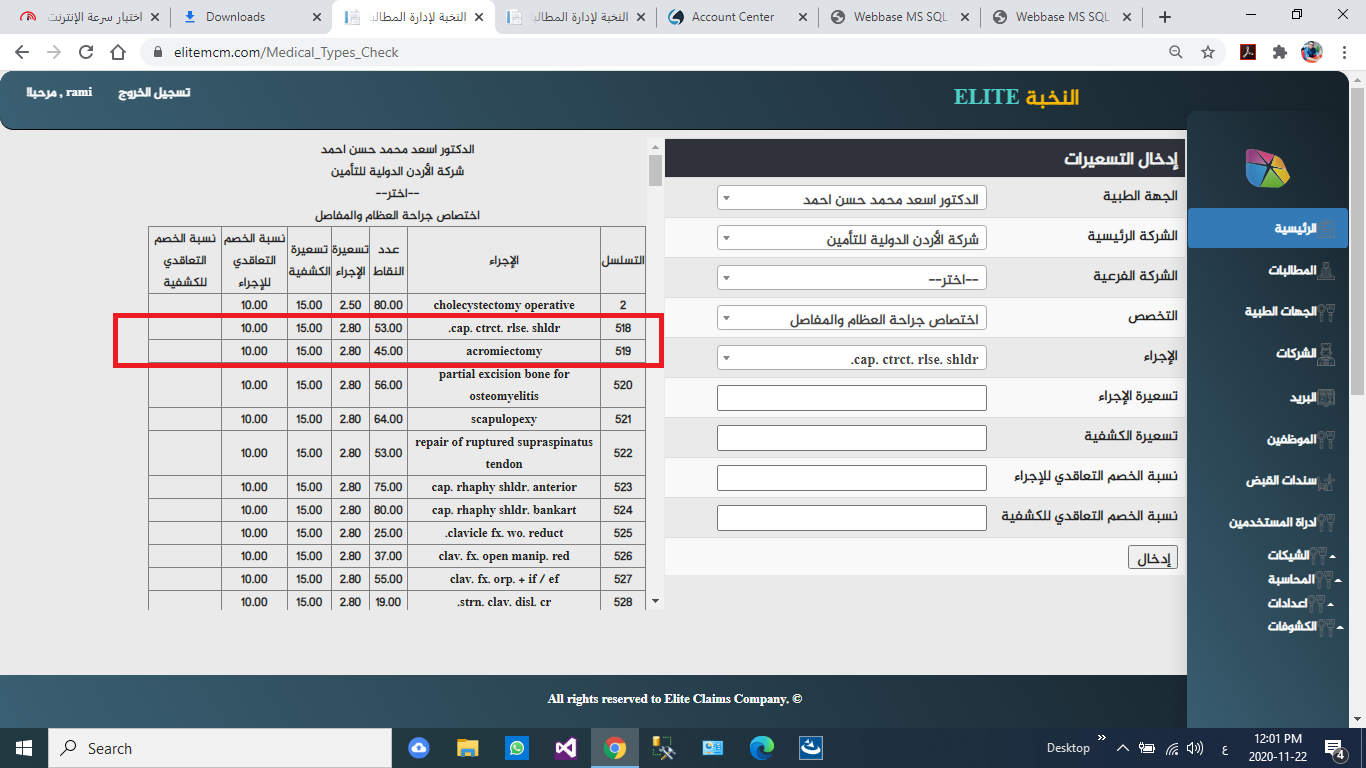 اختبار سرعة الإنترنت
Downloads
النخبة لإدارة المطالبا
النخبة لإدارة المطالبا
Account Center
Webbase MS SQL
Webbase MS SQL
elitemcm.com/Medical_Types_Check
النخبة ELITE
تسجيل الخروج
rami , مرحبا!
الرئيسية
المطالبات
الجهات الطبية
الشركات
البريد
الموظفين
سندات القبض
ادراة المستخدمين
الشيكات
المحاسبة
اعدادات
الكشوفات
إدخال التسعيرات
الجهة الطبية الدكتور اسعد محمد حسن احمد
الشركة الرئيسية شركة الأردن الدولية للتأمين
الشركة الفرعية --اختر--
التخصص اختصاص جراحة العظام والمفاصل
الإجراء .cap. ctrct. rlse. shldr
تسعيرة الإجراء
تسعيرة الكشفية
نسبة الخصم التعاقدي للإجراء
نسبة الخصم التعاقدي للكشفية
إدخال
الدكتور اسعد محمد حسن احمد
شركة الأردن الدولية للتأمين
--اختر--
اختصاص جراحة العظام والمفاصل
التسلسل الإجراء عدد النقاط تسعيرة الإجراء تسعيرة الكشفية نسبة الخصم التعاقدي للإجراء نسبة الخصم التعاقدي للكشفية
2 cholecystectomy operative 80.00 2.50 15.00 10.00
518 .cap. ctrct. rlse. shldr 53.00 2.80 15.00 10.00
519 acromiectomy 45.00 2.80 15.00 10.00
520 partial excision bone for osteomyelitis 56.00 2.80 15.00 10.00
521 scapulopexy 64.00 2.80 15.00 10.00
522 repair of ruptured supraspinatus tendon 53.00 2.80 15.00 10.00
523 cap. rhaphy shldr. anterior 75.00 2.80 15.00 10.00
524 cap. rhaphy shldr. bankart 80.00 2.80 15.00 10.00
525 .clavicle fx. wo. reduct 25.00 2.80 15.00 10.00
526 clav. fx. open manip. red 37.00 2.80 15.00 10.00
527 clav. fx. orp. + if / ef 55.00 2.80 15.00 10.00
528 .strn. clav. disl. cr 19.00 2.80 15.00 10.00
All rights reserved to Elite Claims Company. ©
Search
Desktop
ع
12:01 PM
2020-11-22
4